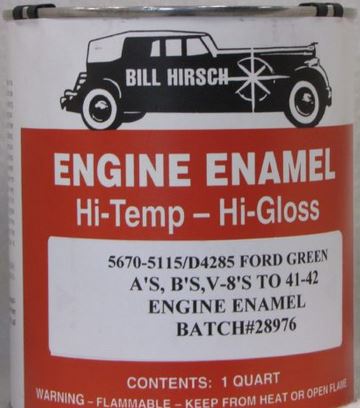 BILL HIRSCH
ENGINE ENAMEL
Hi-Temp – Hi-Gloss
5670-5115/D4285 FORD GREEN
A'S, B'S,V-8'S TO 41-42
ENGINE ENAMEL
BATCH#28976
CONTENTS: 1 QUART
WARNING - FLAMMABLE - KEEP FROM HEAT OR OPEN FLAME